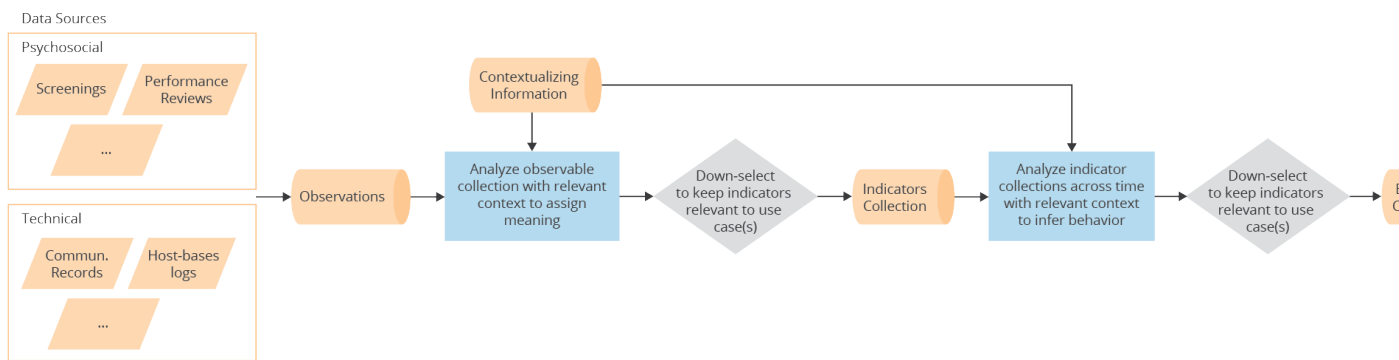 Data Sources
Psychosocial
Screenings
Performance
Reviews
...
Technical
Commun.
Records
Host-bases
logs
...
Observations
Contextualizing
Information
Analyze observable
collection with relevant
context to assign
meaning
Down-select
to keep indicators
relevant to use
case(s)
Indicators
Collection
Analyze indicator
collections across time
with relevant context
to infer behavior
Down-select
to keep indicators
relevant to use
case(s)